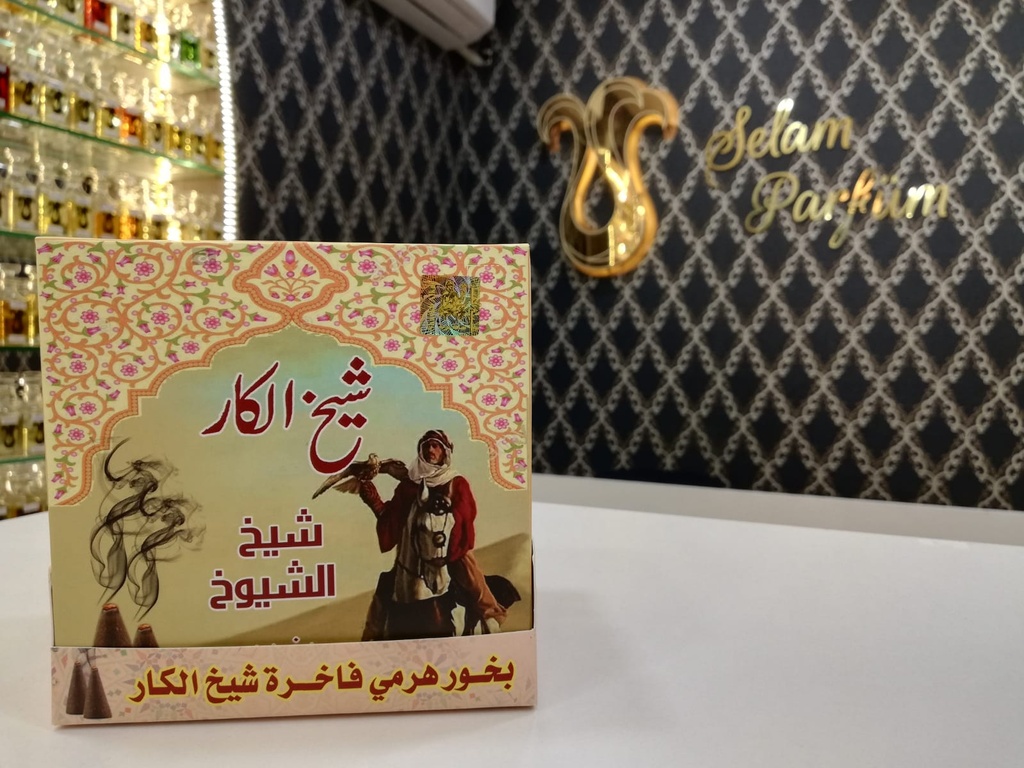 Selam
Parfüm
شيخ الكار
شيخ
الشيوخ
بخور هرمي فاخرة شيخ الكار